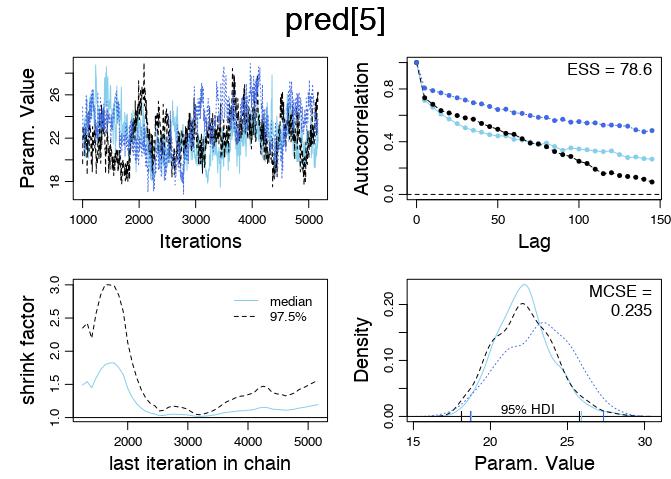 pred[5]
Param. Value
18 22 26
1000 2000 3000 4000 5000
Iterations
Autocorrelation
0.0 0.4 0.8
ESS = 78.6
0 50 100 150
Lag
shrink factor
1.0 1.5 2.0 2.5 3.0
median
97.5%
2000 3000 4000 5000
last iteration in chain
Density
0.00 0.10 0.20
MCSE =
0.235
95% HDI
15 20 25 30
Param. Value